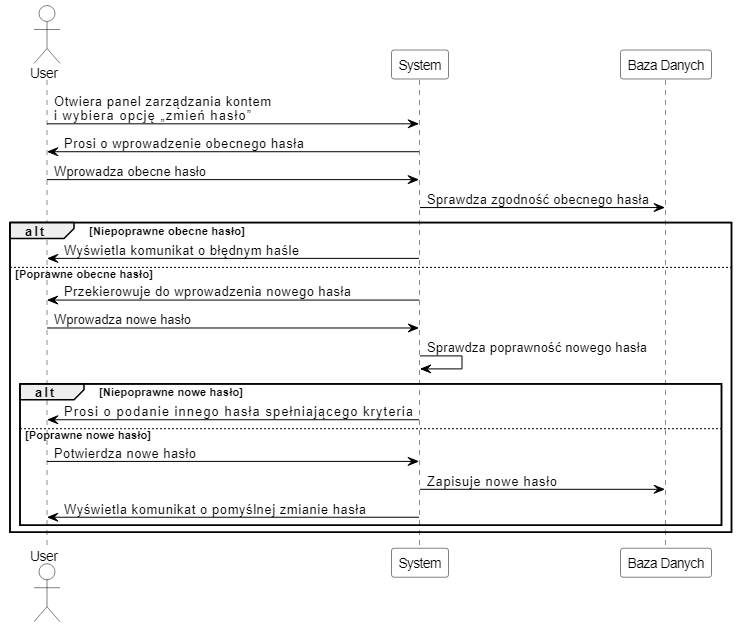 User
System
Baza Danych
Otwiera panel zarządzania kontem
i wybiera opcję „zmień hasło”
Prosi o wprowadzenie obecnego hasła
Wprowadza obecne hasło
Sprawdza zgodność obecnego hasła
alt [Niepoprawne obecne hasło]
Wyświetla komunikat o błędnym haśle
[Poprawne obecne hasło]
Przekierowuje do wprowadzenia nowego hasła
Wprowadza nowe hasło
Sprawdza poprawność nowego hasła
alt [Niepoprawne nowe hasło]
Prosi o podanie innego hasła spełniającego kryteria
[Poprawne nowe hasło]
Potwierdza nowe hasło
Zapisuje nowe hasło
Wyświetla komunikat o pomyślnej zmianie hasła
User
System
Baza Danych